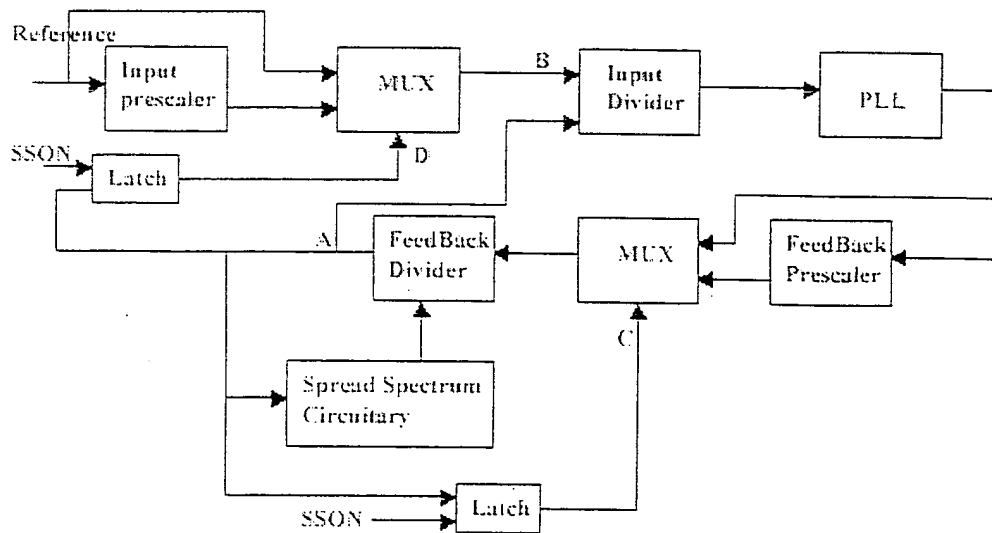 Reference
Input
prescaler
MUX
B
Input
Divider
PLL
SSON
Latch
D
A
FeedBack
Divider
MUX
FeedBack
Prescaler
C
Spread Spectrum
Circuitary
SSON
Latch